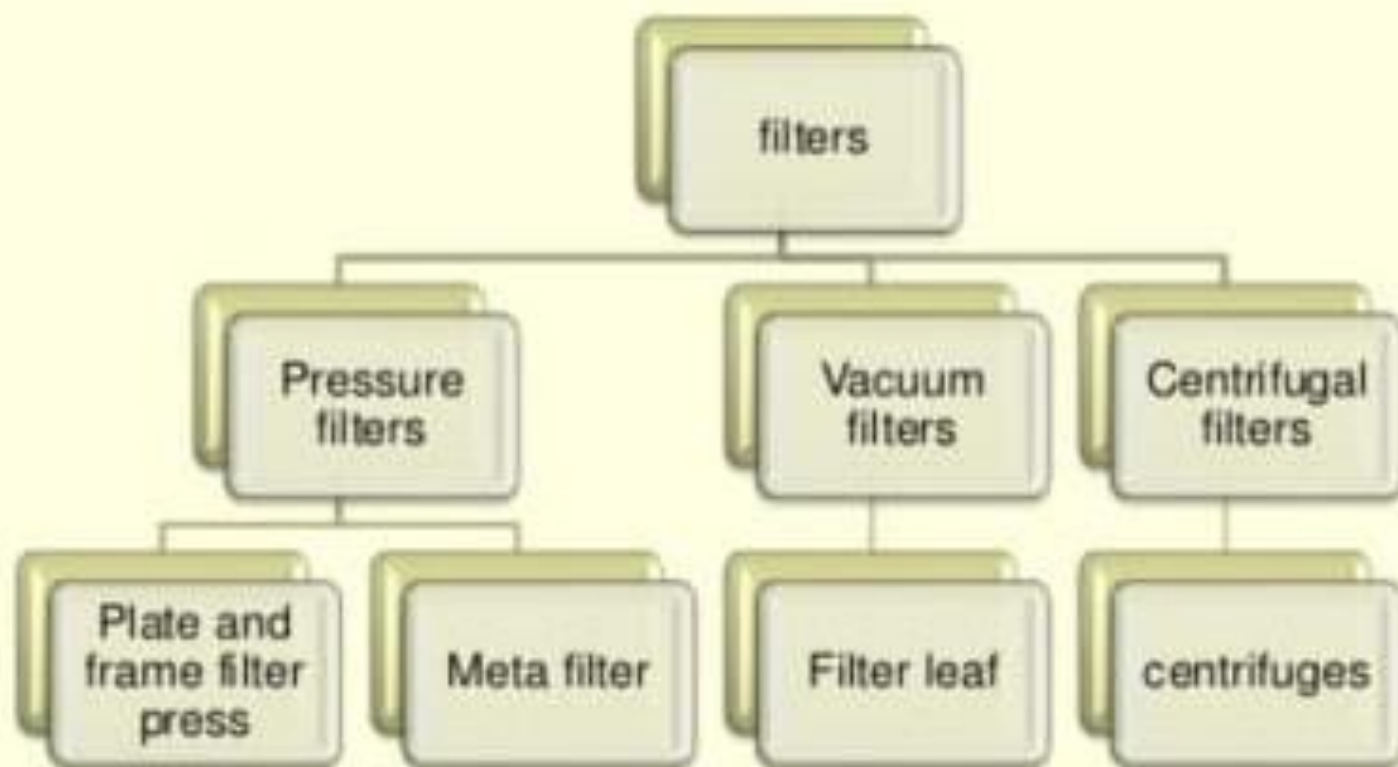 filters
Pressure
filters
Vacuum
filters
Centrifugal
filters
Plate and
frame filter
press
Meta filter
Filter leaf
centrifuges